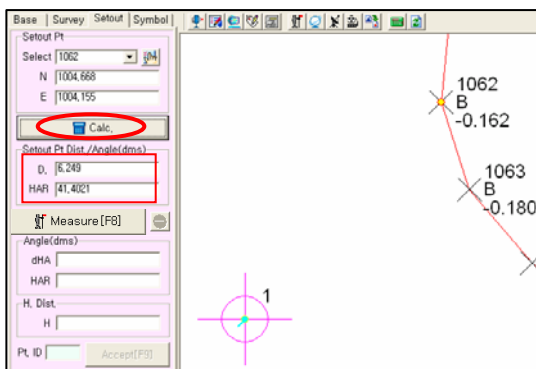 Base Survey Setout Symbol
Setout Pt
Select 1062
N 1004,668
E 1004,155
Calc,
Setout Pt Dist /Angle(dms)
D, 6,249
HAR 41,4021
Measure [F8]
Angle(dms)
dHA
HAR
H, Dist,
H
Pt, ID Accept[F9]
1062
B
-0.162
1063
B
-0.180
1